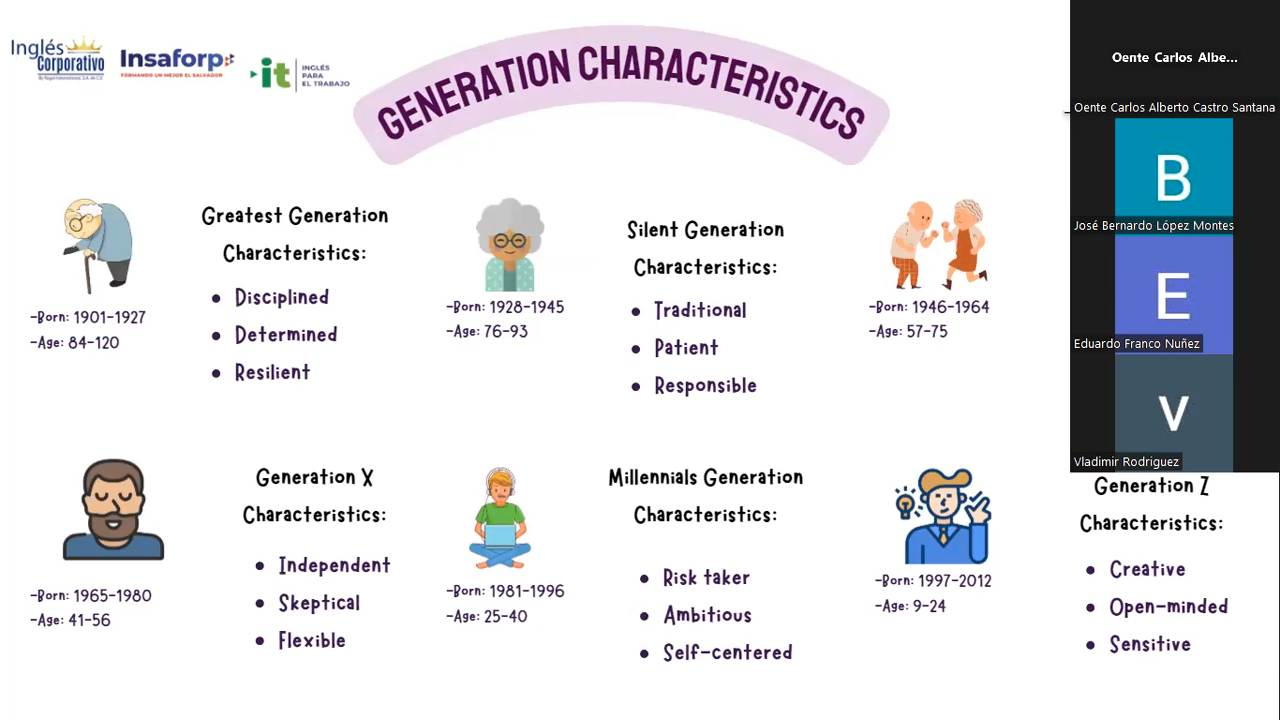 Inglés
Corporativo
Insaforp
FORMANDO UN MEJOR EL SALVADOR
it
INGLÉS
PARA
EL TRABAJO
GENERATION CHARACTERISTICS
Oente Carlos Albe...
Oente Carlos Alberto Castro Santana
B
José Bernardo López Montes
E
Eduardo Franco Nuñez
V
Vladimir Rodriguez
-Born: 1901-1927
-Age: 84-120
Greatest Generation
Characteristics:
• Disciplined
• Determined
• Resilient
-Born: 1928-1945
-Age: 76-93
Silent Generation
Characteristics:
• Traditional
• Patient
• Responsible
-Born: 1946-1964
-Age: 57-75
-Born: 1965-1980
-Age: 41-56
Generation X
Characteristics:
• Independent
• Skeptical
• Flexible
-Born: 1981-1996
-Age: 25-40
Millennials Generation
Characteristics:
• Risk taker
• Ambitious
• Self-centered
-Born: 1997-2012
-Age: 9-24
Generation Z
Characteristics:
• Creative
• Open-minded
• Sensitive